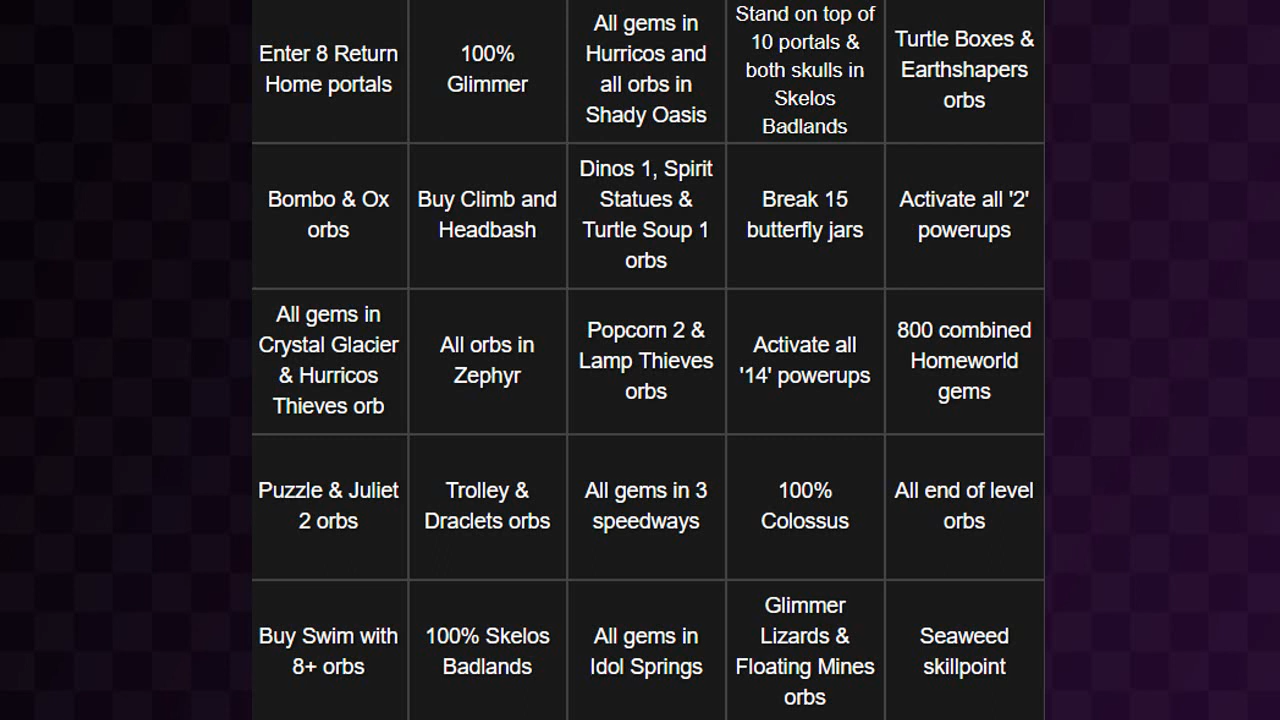 Enter 8 Return
Home portals
100%
Glimmer
All gems in
Hurricos and
all orbs in
Shady Oasis
Stand on top of
10 portals &
both skulls in
Skelos
Badlands
Turtle Boxes &
Earthshapers
orbs
Bombo & Ox
orbs
Buy Climb and
Headbash
Dinos 1, Spirit
Statues &
Turtle Soup 1
orbs
Break 15
butterfly jars
Activate all '2'
powerups
All gems in
Crystal Glacier
& Hurricos
Thieves orb
All orbs in
Zephyr
Popcorn 2 &
Lamp Thieves
orbs
Activate all
'14' powerups
800 combined
Homeworld
gems
Puzzle & Juliet
2 orbs
Trolley &
Draclets orbs
All gems in 3
speedways
100%
Colossus
All end of level
orbs
Buy Swim with
8+ orbs
100% Skelos
Badlands
All gems in
Idol Springs
Glimmer
Lizards &
Floating Mines
orbs
Seaweed
skillpoint